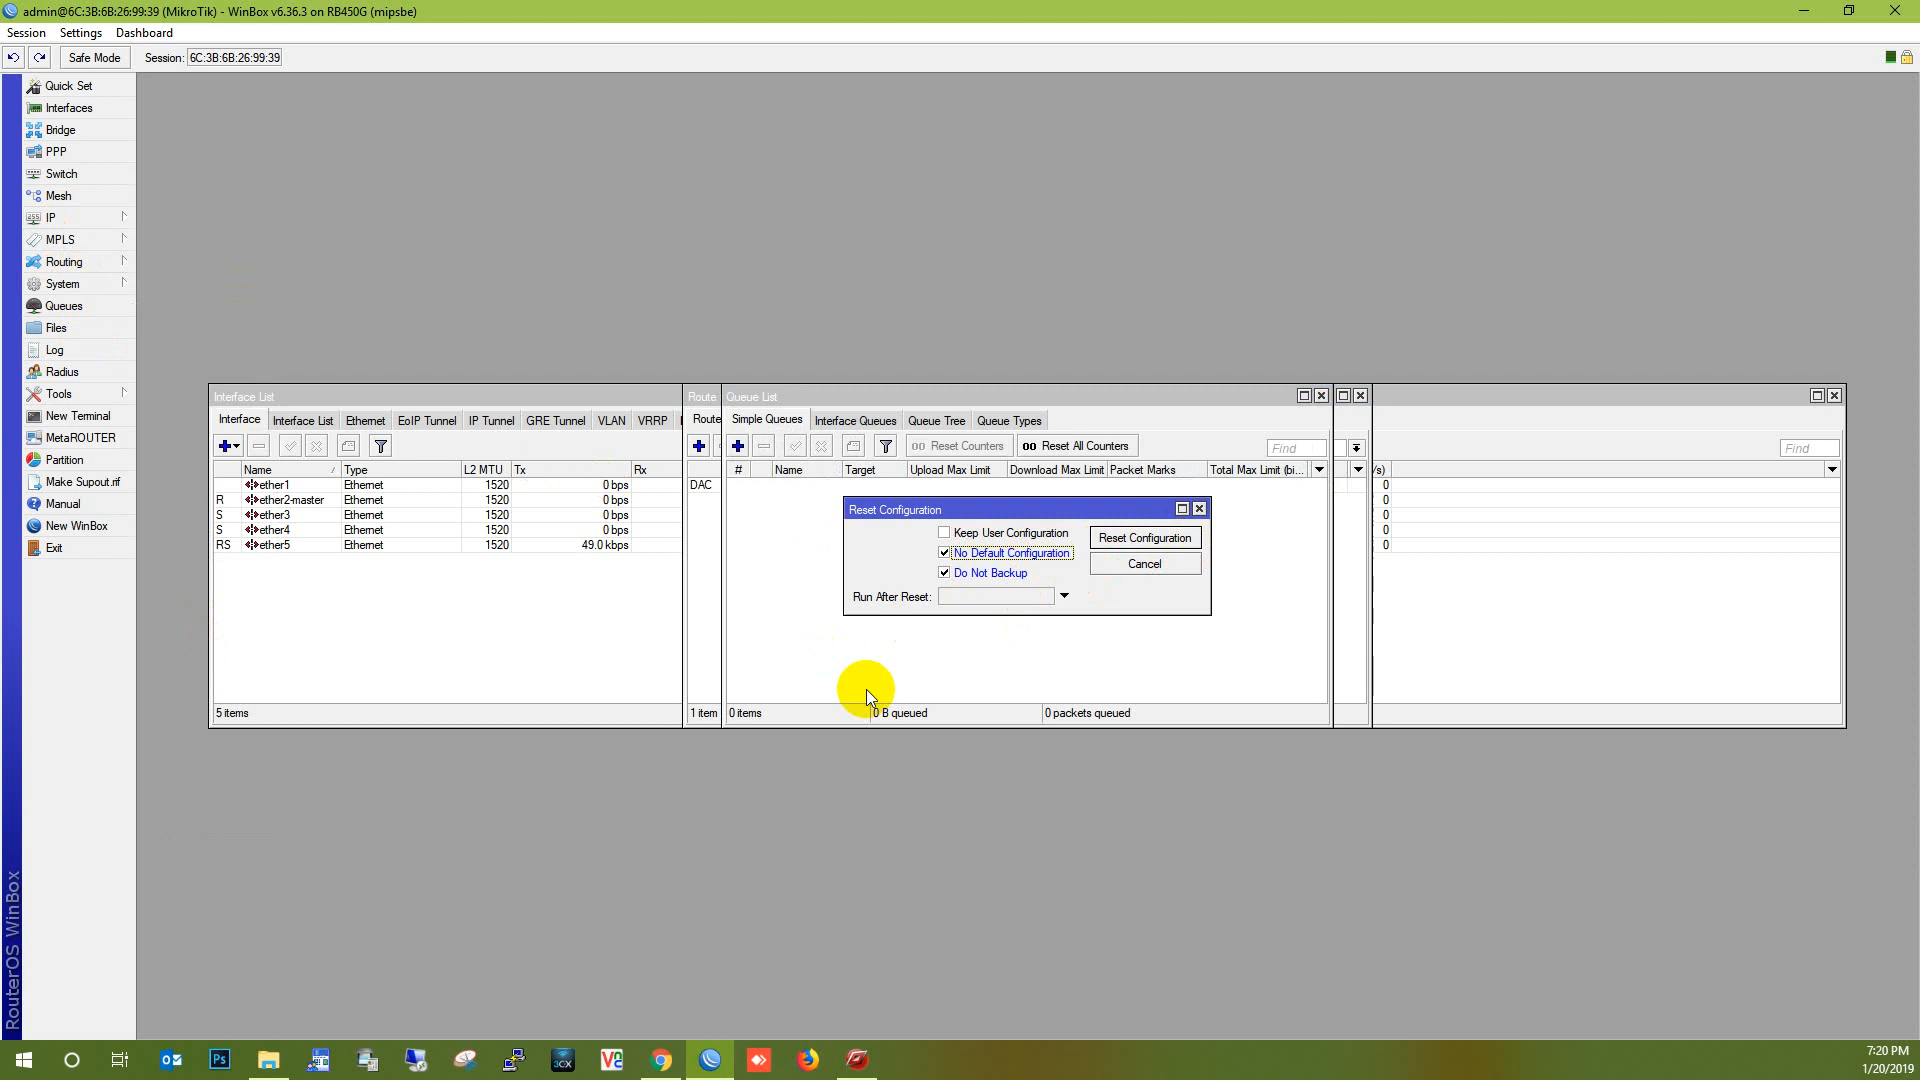 admin@6C:3B:6B:26:99:39 (MikroTik) - WinBox v6.36.3 on RB450G (mipsbe)
Session Settings Dashboard
Safe Mode Session: 6C:3B:6B:26:99:39
Quick Set
Interfaces
Bridge
PPP
Switch
Mesh
IP
MPLS
Routing
System
Queues
Files
Log
Radius
Tools
New Terminal
MetaROUTER
Partition
Make Supout.rif
Manual
New WinBox
Exit
RouterOS WinBox
Interface List
Interface Interface List Ethernet EoIP Tunnel IP Tunnel GRE Tunnel VLAN VRRP
Name Type L2 MTU Tx Rx
ether1 Ethernet 1520 0 bps
R ether2-master Ethernet 1520 0 bps
S ether3 Ethernet 1520 0 bps
S ether4 Ethernet 1520 0 bps
RS ether5 Ethernet 1520 49.0 kbps
5 items
Route
Route
DAC
1 item
Queue List
Simple Queues Interface Queues Queue Tree Queue Types
00 Reset Counters 00 Reset All Counters Find
# Name Target Upload Max Limit Download Max Limit Packet Marks Total Max Limit (bi...
0 items 0 B queued 0 packets queued
Reset Configuration
Keep User Configuration Reset Configuration
No Default Configuration
Do Not Backup Cancel
Run After Reset:
Find
/s)
0
0
0
0
0
Ps
3CX
7:20 PM
1/20/2019